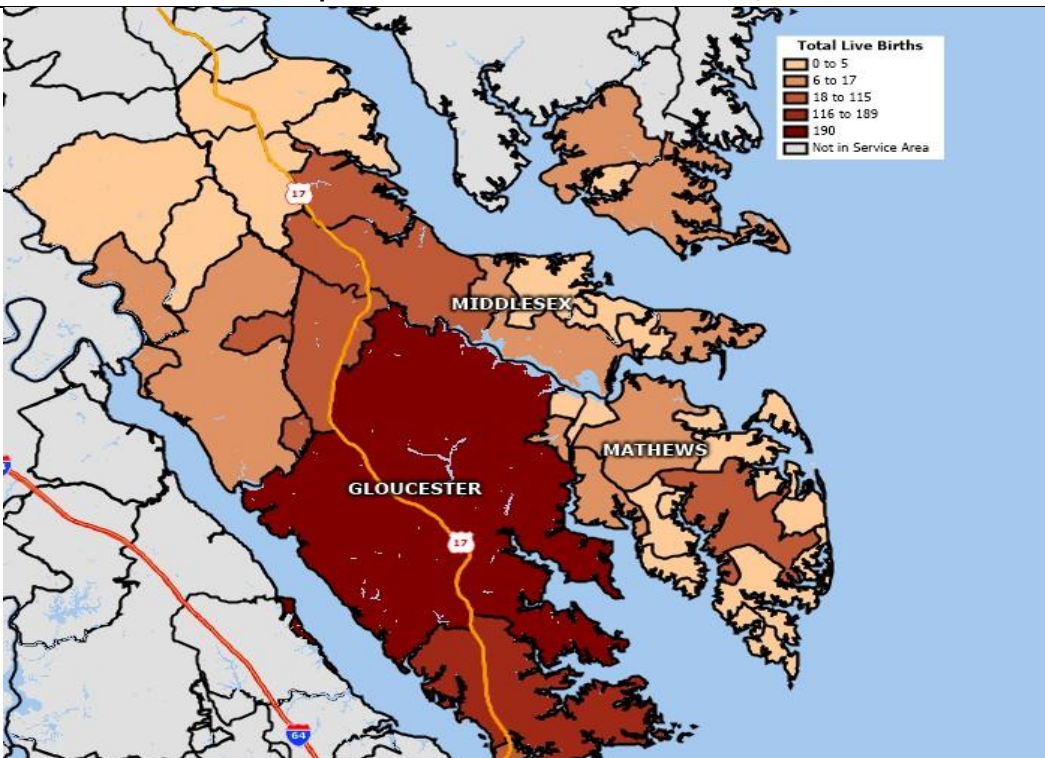 Total Live Births
0 to 5
6 to 17
18 to 115
116 to 189
190
Not in Service Area
17
MIDDLESEX
MATHEWS
GLOUCESTER
17
64